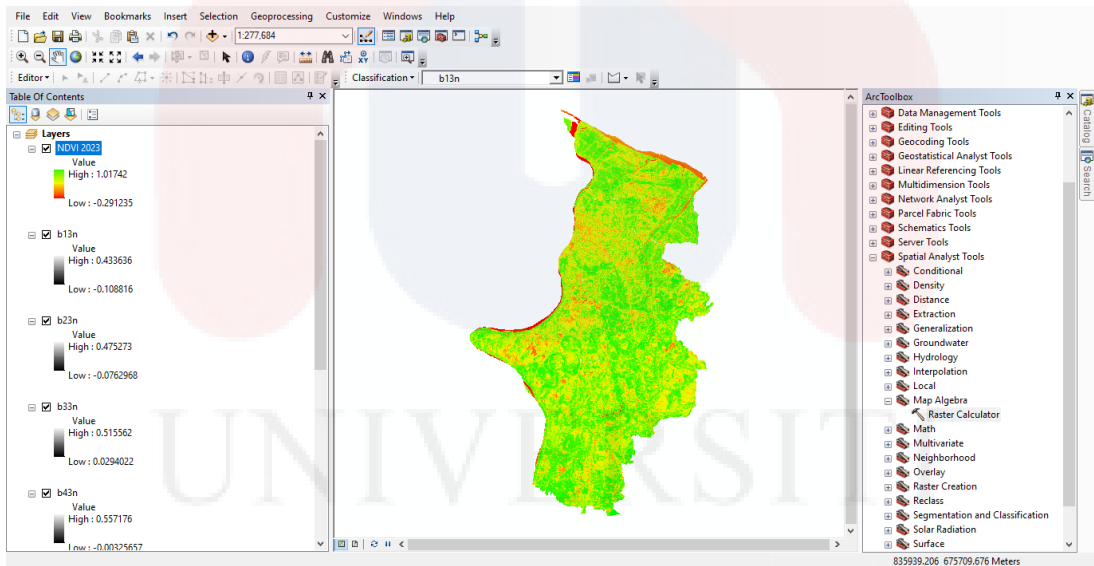 File Edit View Bookmarks Insert Selection Geoprocessing Customize Windows Help
1:277,684
Editor Classification b13n
Table Of Contents
Layers
NDVI 2023
Value
High : 1.01742
Low : -0.291235
b13n
Value
High : 0.433636
Low : -0.108816
b23n
Value
High : 0.475273
Low : -0.0762968
b33n
Value
High : 0.515562
Low : 0.0294022
b43n
Value
High : 0.557176
Low : -0.00325657
ArcToolbox
Data Management Tools
Editing Tools
Geocoding Tools
Geostatistical Analyst Tools
Linear Referencing Tools
Multidimension Tools
Network Analyst Tools
Parcel Fabric Tools
Schematics Tools
Server Tools
Spatial Analyst Tools
Conditional
Density
Distance
Extraction
Generalization
Groundwater
Hydrology
Interpolation
Local
Map Algebra
Raster Calculator
Math
Multivariate
Neighborhood
Overlay
Raster Creation
Reclass
Segmentation and Classification
Solar Radiation
Surface
Catalog
Search
UNIVERSIT
835939.206 675709.676 Meters